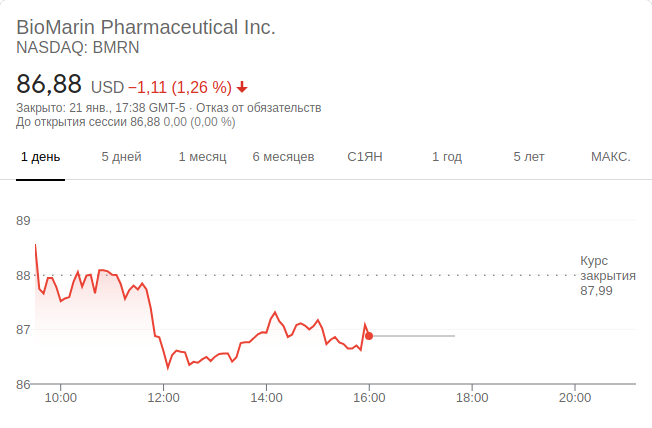 BioMarin Pharmaceutical Inc.
NASDAQ: BMRN
86,88 USD −1,11 (1,26 %)
Закрыто: 21 янв., 17:38 GMT-5 · Отказ от обязательств
До открытия сессии 86,88 0,00 (0,00 %)
1 день 5 дней 1 месяц 6 месяцев С1ЯН 1 год 5 лет МАКС.
89
88
87
86
Курс
закрытия
87,99
10:00 12:00 14:00 16:00 18:00 20:00